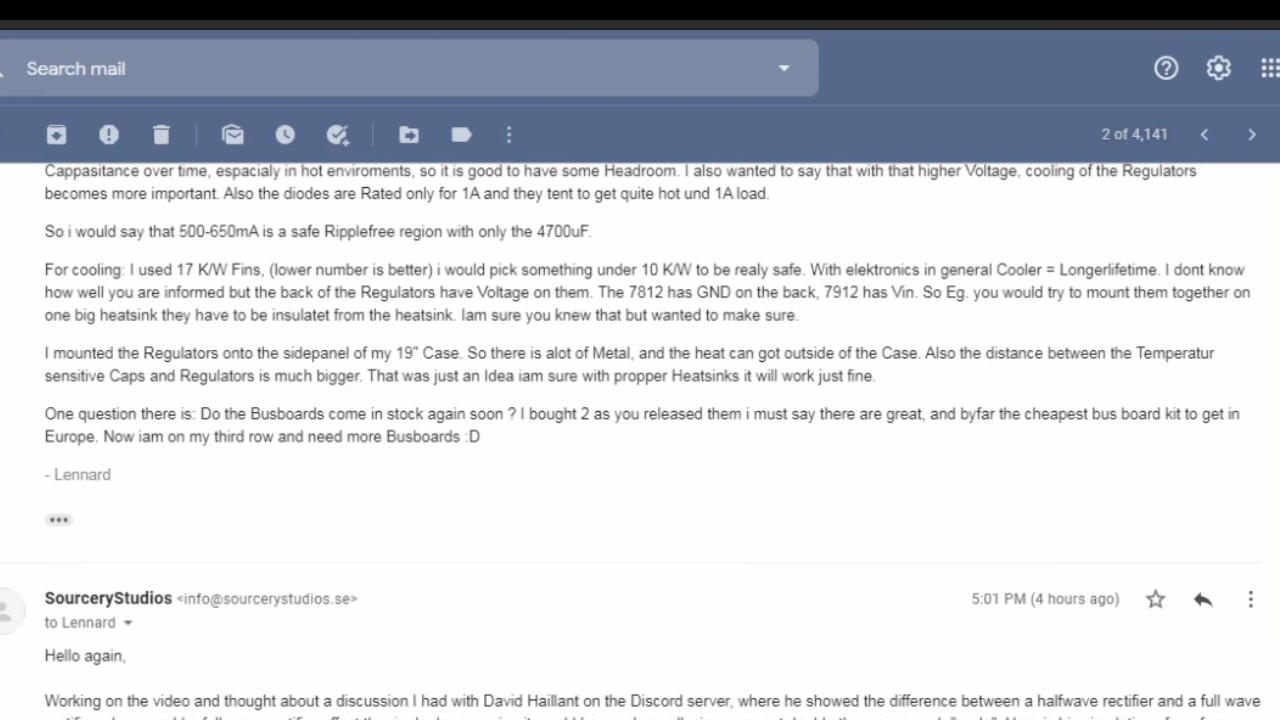 Search mail
2 of 4,141
Cappasitance over time, espacialy in hot enviroments, so it is good to have some Headroom. I also wanted to say that with that higher Voltage, cooling of the Regulators
becomes more important. Also the diodes are Rated only for 1A and they tent to get quite hot und 1A load.
So i would say that 500-650mA is a safe Ripplefree region with only the 4700uF.
For cooling: I used 17 K/W Fins, (lower number is better) i would pick something under 10 K/W to be realy safe. With elektronics in general Cooler = Longerlifetime. I dont know
how well you are informed but the back of the Regulators have Voltage on them. The 7812 has GND on the back, 7912 has Vin. So Eg. you would try to mount them together on
one big heatsink they have to be insulatet from the heatsink. Iam sure you knew that but wanted to make sure.
I mounted the Regulators onto the sidepanel of my 19" Case. So there is alot of Metal, and the heat can got outside of the Case. Also the distance between the Temperatur
sensitive Caps and Regulators is much bigger. That was just an Idea iam sure with propper Heatsinks it will work just fine.
One question there is: Do the Busboards come in stock again soon ? I bought 2 as you released them i must say there are great, and byfar the cheapest bus board kit to get in
Europe. Now iam on my third row and need more Busboards :D
- Lennard
SourceryStudios <info@sourcerystudios.se>
5:01 PM (4 hours ago)
to Lennard
Hello again,
Working on the video and thought about a discussion I had with David Haillant on the Discord server, where he showed the difference between a halfwave rectifier and a full wave